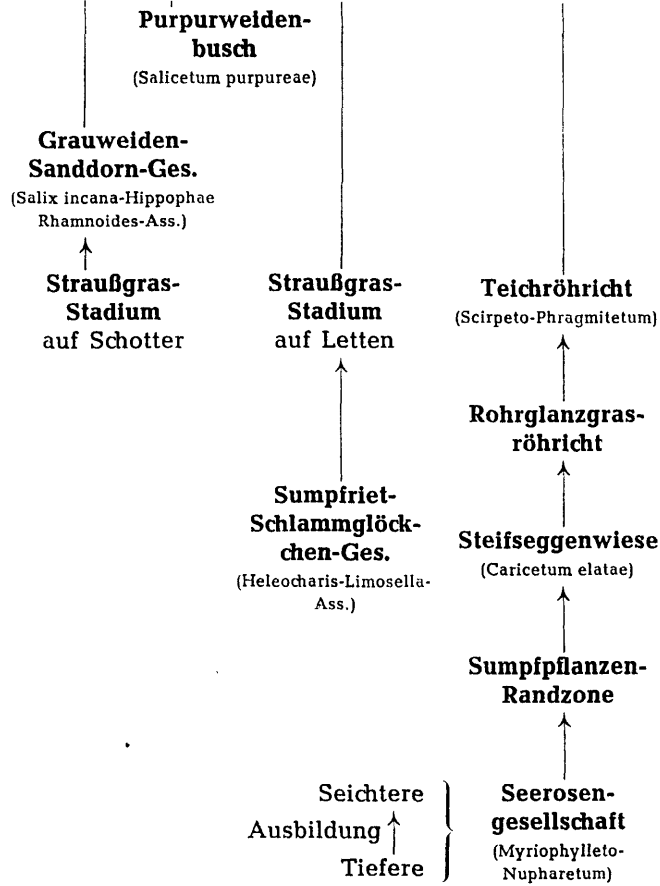 Purpurweiden-
busch
(Salicetum purpureae)
Grauweiden-
Sanddorn-Ges.
(Salix incana-Hippophae
Rhamnoides-Ass.)
Straußgras-
Stadium
auf Schotter
Straußgras-
Stadium
auf Letten
Sumpfriet-
Schlammglöck-
chen-Ges.
(Heleocharis-Limosella-
Ass.)
Teichröhricht
(Scirpeto-Phragmitetum)
Rohrglanzgras-
röhricht
Steifseggenwiese
(Caricetum elatae)
Sumpfpflanzen-
Randzone
Seichtere
Ausbildung
Tiefere
Seerosen-
gesellschaft
(Myriophylleto-
Nupharetum)